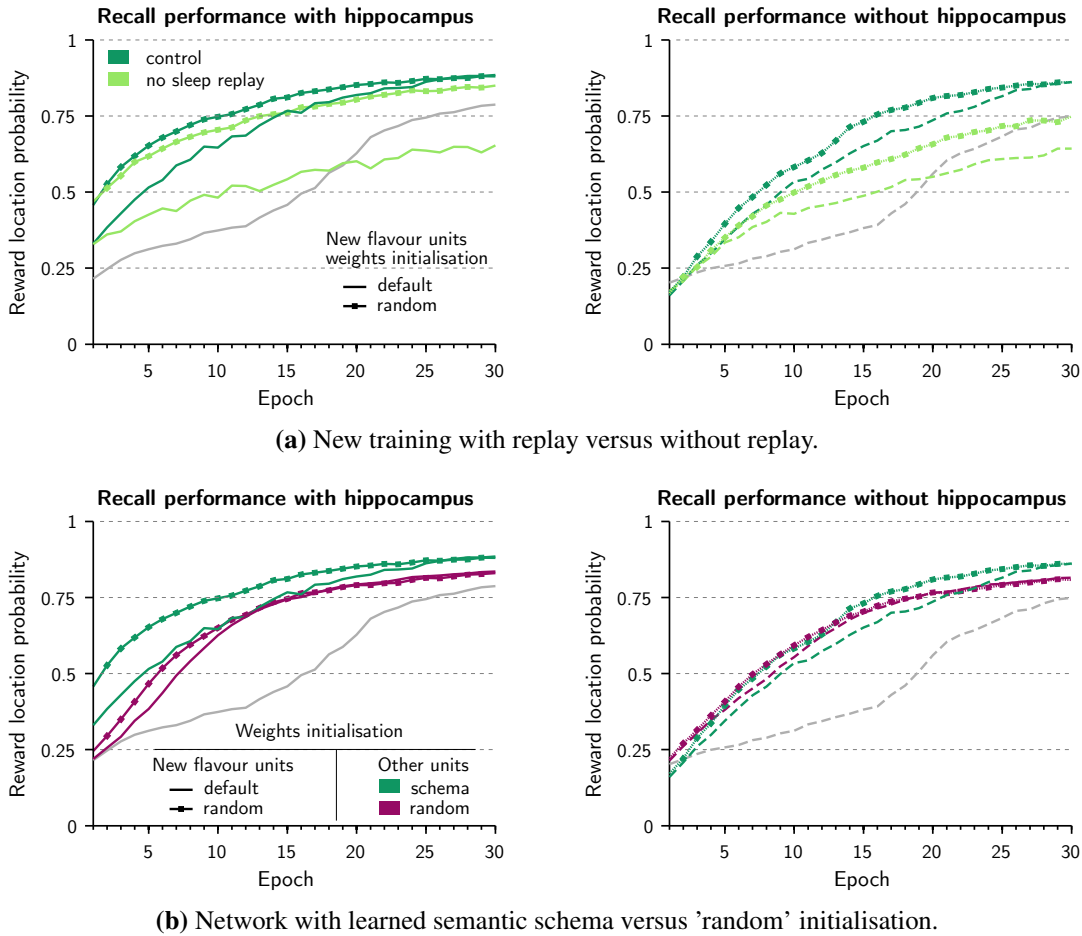 Recall performance with hippocampus
Recall performance without hippocampus
Reward location probability
1
0.75
0.5
0.25
0
control
no sleep replay
New flavour units
weights initialisation
default
random
5 10 15 20 25 30
Epoch
Reward location probability
1
0.75
0.5
0.25
0
5 10 15 20 25 30
Epoch
(a) New training with replay versus without replay.
Recall performance with hippocampus
Recall performance without hippocampus
Reward location probability
1
0.75
0.5
0.25
0
Weights initialisation
New flavour units
default
random
Other units
schema
random
5 10 15 20 25 30
Epoch
Reward location probability
1
0.75
0.5
0.25
0
5 10 15 20 25 30
Epoch
(b) Network with learned semantic schema versus 'random' initialisation.